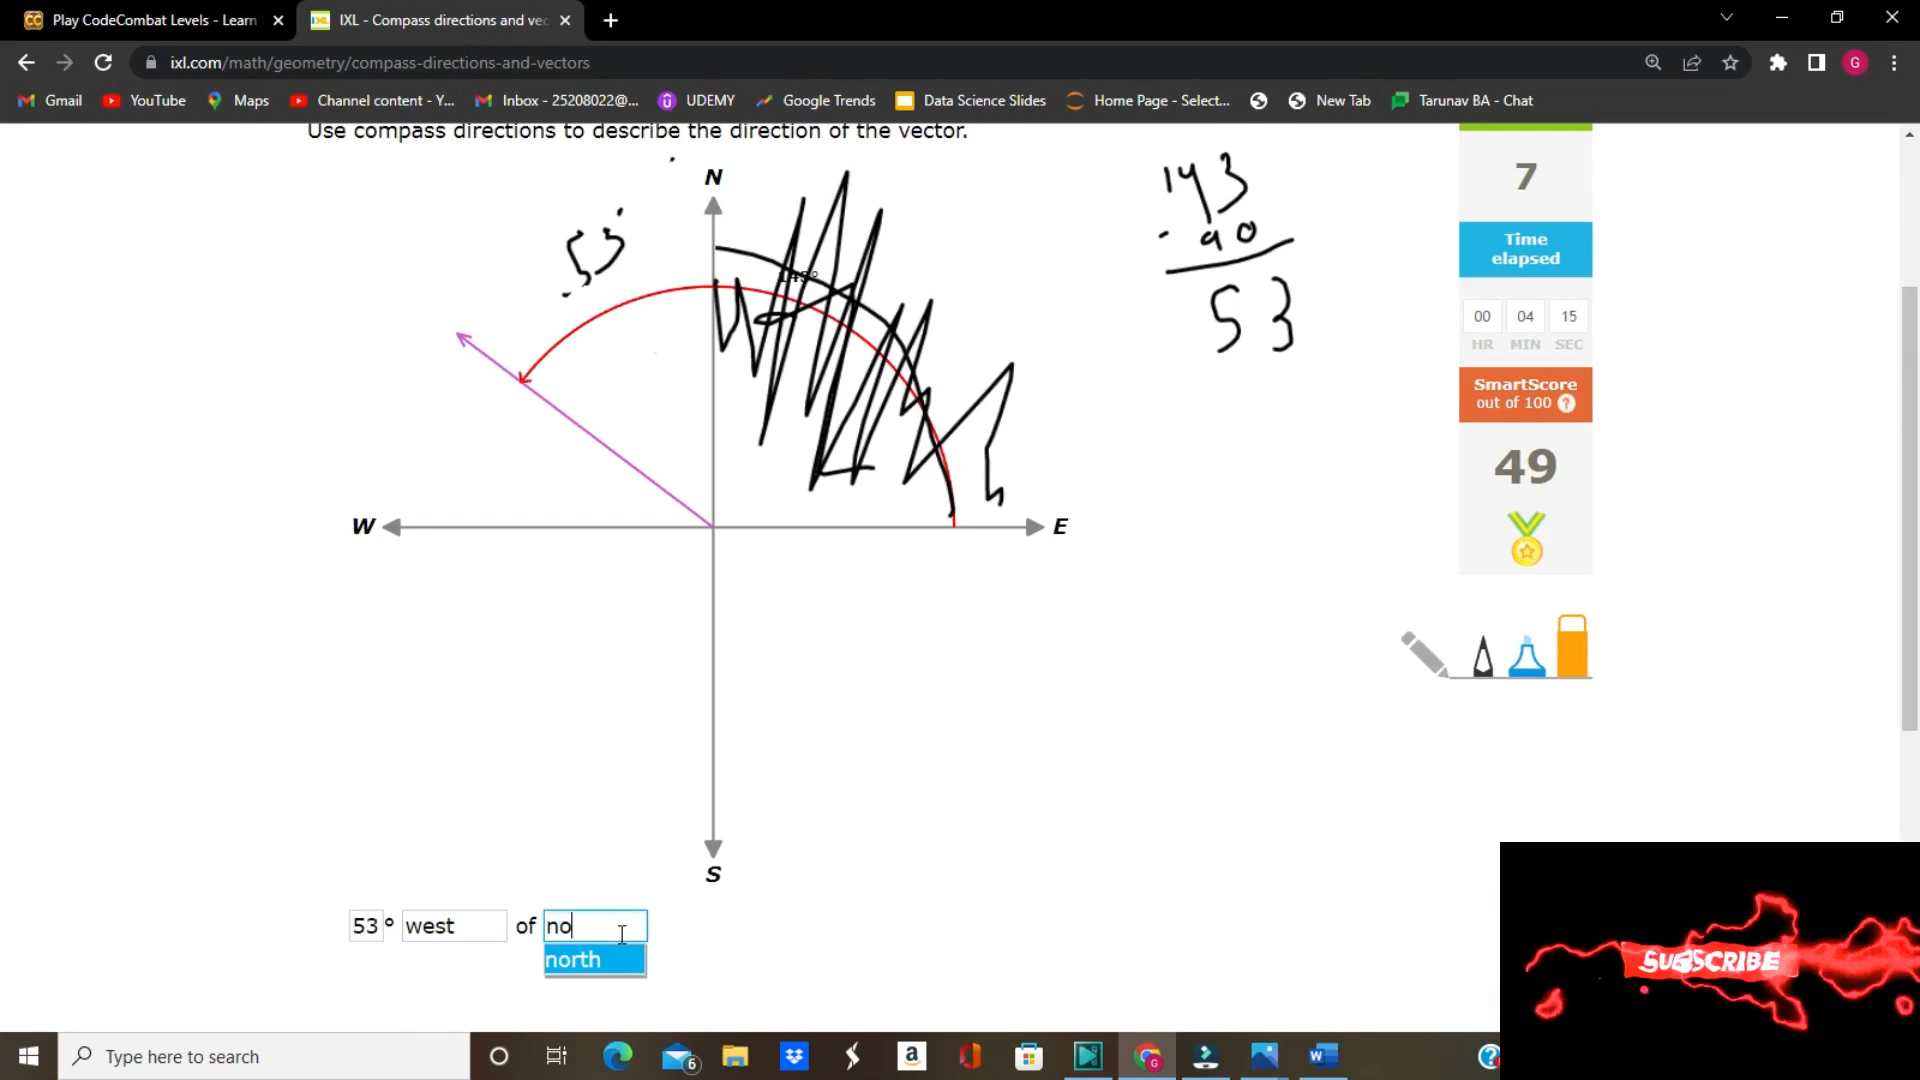 Play CodeCombat Levels - Learn
IXL - Compass directions and vec
ixl.com/math/geometry/compass-directions-and-vectors
G
Gmail
YouTube
Maps
Channel content - Y...
Inbox - 25208022@...
UDEMY
Google Trends
Data Science Slides
Home Page - Select...
New Tab
Tarunav BA - Chat
Use compass directions to describe the direction of the vector.
N
W
E
S
143
- 90
53
7
Time
elapsed
00 04 15
HR MIN SEC
SmartScore
out of 100 ?
49
53 ° west of no
north
SUBSCRIBE
Type here to search
6